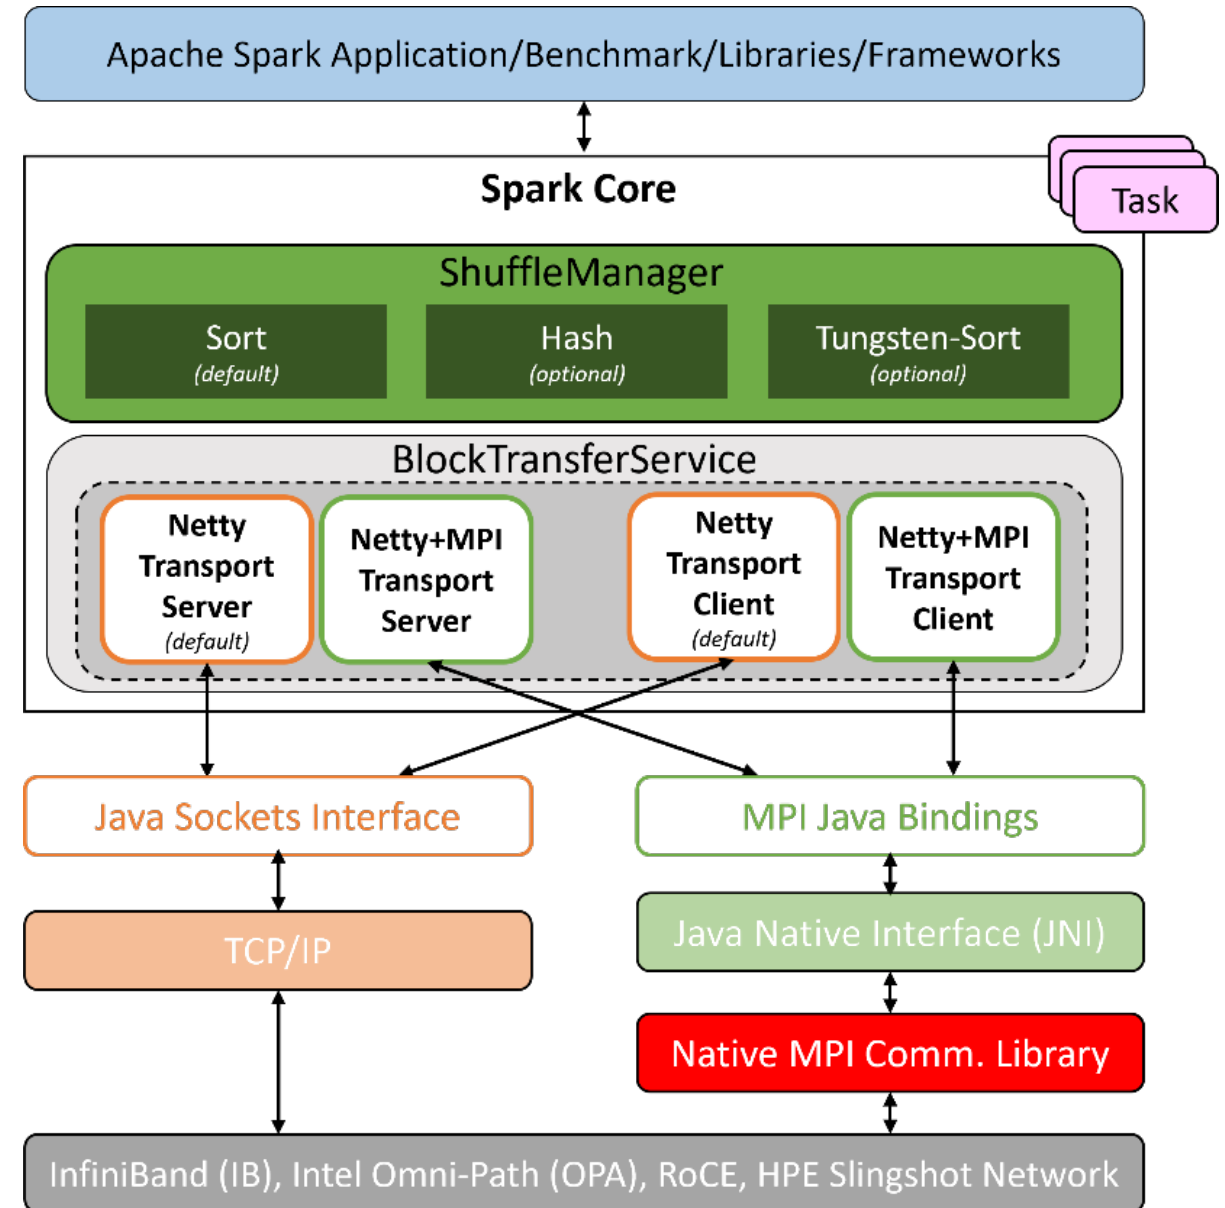 Apache Spark Application/Benchmark/Libraries/Frameworks
Spark Core
Task
ShuffleManager
Sort
(default)
Hash
(optional)
Tungsten-Sort
(optional)
BlockTransferService
Netty
Transport
Server
(default)
Netty+MPI
Transport
Server
Netty
Transport
Client
(default)
Netty+MPI
Transport
Client
Java Sockets Interface
MPI Java Bindings
TCP/IP
Java Native Interface (JNI)
Native MPI Comm. Library
InfiniBand (IB), Intel Omni-Path (OPA), RoCE, HPE Slingshot Network